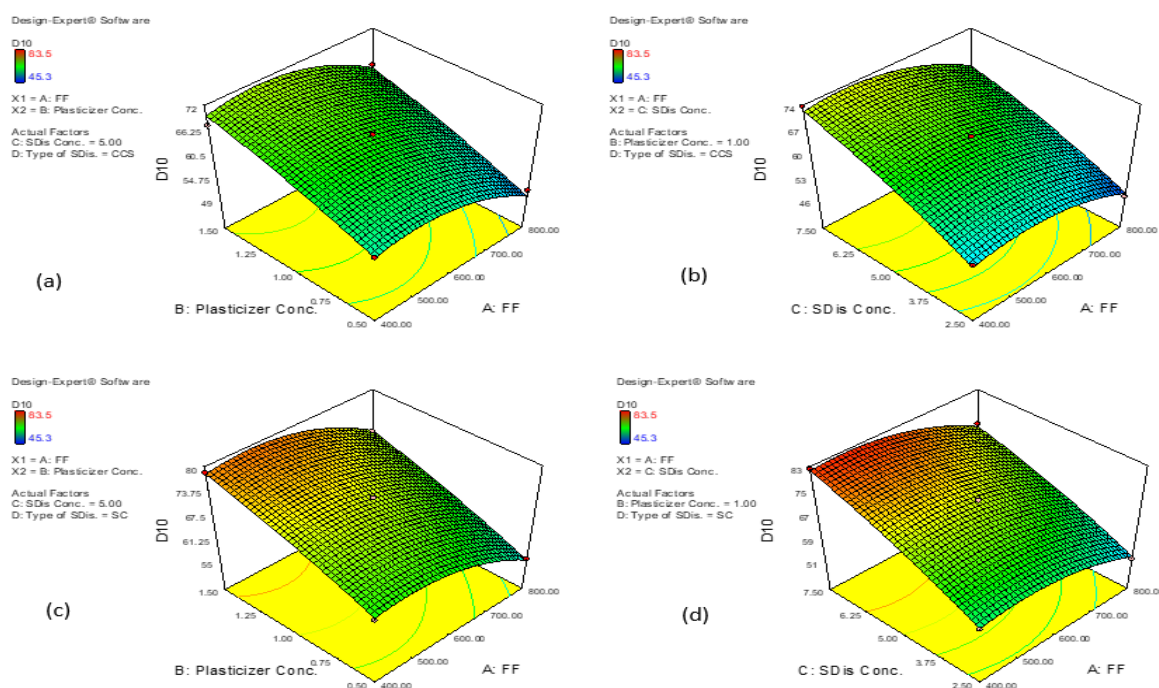 Design-Expert® Software
D10
83.5
45.3
X1 = A: FF
X2 = B: Plasticizer Conc.
Actual Factors
C: SDis Conc. = 5.00
D: Type of SDis. = CCS
72
66.25
60.5
54.75
49
D10
1.50
1.25
1.00
0.75
0.50
400.00
500.00
600.00
700.00
800.00
B: Plasticizer Conc.
A: FF
(a)
Design-Expert® Software
D10
83.5
45.3
X1 = A: FF
X2 = C: SDis Conc.
Actual Factors
B: Plasticizer Conc. = 1.00
D: Type of SDis. = CCS
74
67
60
53
46
D10
7.50
6.25
5.00
3.75
2.50
400.00
500.00
600.00
700.00
800.00
C: SDis Conc.
A: FF
(b)
Design-Expert® Software
D10
83.5
45.3
X1 = A: FF
X2 = B: Plasticizer Conc.
Actual Factors
C: SDis Conc. = 5.00
D: Type of SDis. = SC
80
73.75
67.5
61.25
55
D10
1.50
1.25
1.00
0.75
0.50
400.00
500.00
600.00
700.00
800.00
B: Plasticizer Conc.
A: FF
(c)
Design-Expert® Software
D10
83.5
45.3
X1 = A: FF
X2 = C: SDis Conc.
Actual Factors
B: Plasticizer Conc. = 1.00
D: Type of SDis. = SC
83
75
67
59
51
D10
7.50
6.25
5.00
3.75
2.50
400.00
500.00
600.00
700.00
800.00
C: SDis Conc.
A: FF
(d)